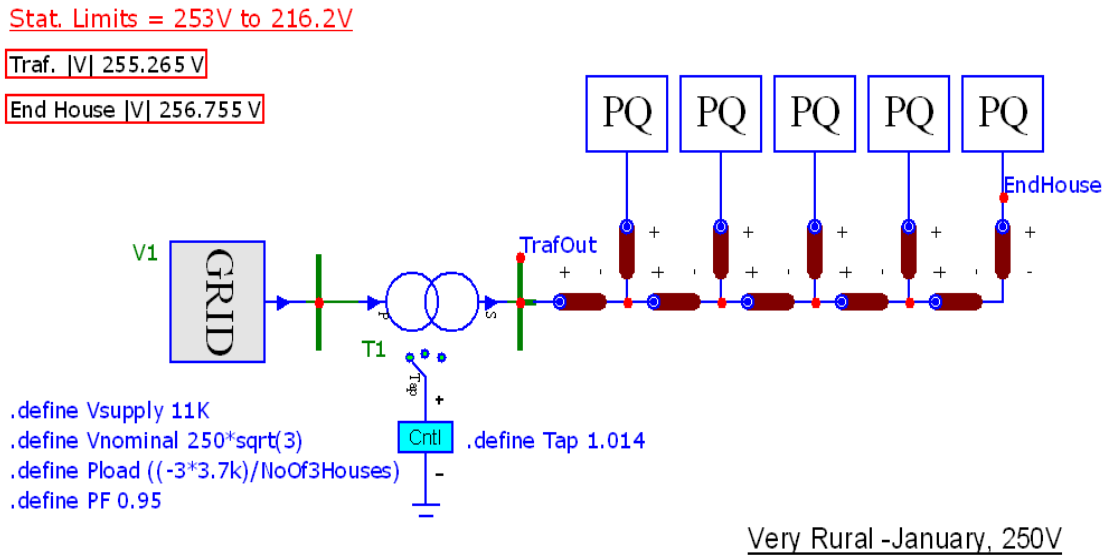 Stat. Limits = 253V to 216.2V
Traf. |V| 255.265 V
End House |V| 256.755 V
PQ PQ PQ PQ PQ
EndHouse
V1
TrafOut
+ + + + +
+ - + - + - + - + -
GRID
P S
T1
Tap
+
.define Vsupply 11K
.define Vnominal 250*sqrt(3)
Cntl .define Tap 1.014
.define Pload ((-3*3.7k)/NoOf3Houses)
-
.define PF 0.95
Very Rural -January, 250V